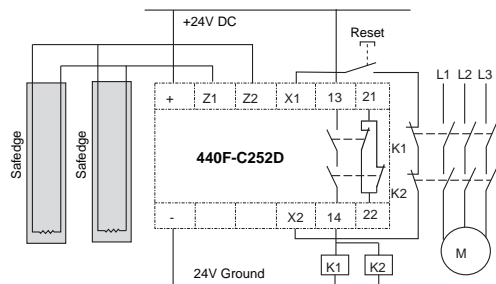 +24V DC
Reset
L1 L2 L3
Safedge
Safedge
+ Z1 Z2 X1 13 21
440F-C252D
K1
K2
- X2 14 22
24V Ground
K1 K2
M